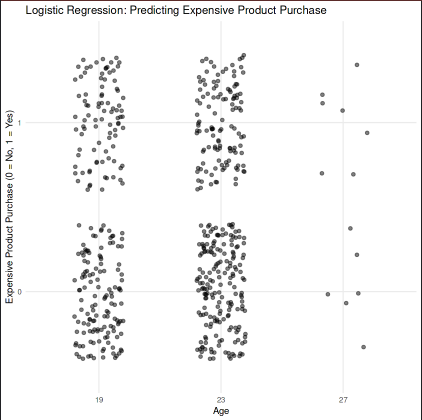 Logistic Regression: Predicting Expensive Product Purchase
Expensive Product Purchase (0 = No, 1 = Yes)
1
0
19
23
27
Age